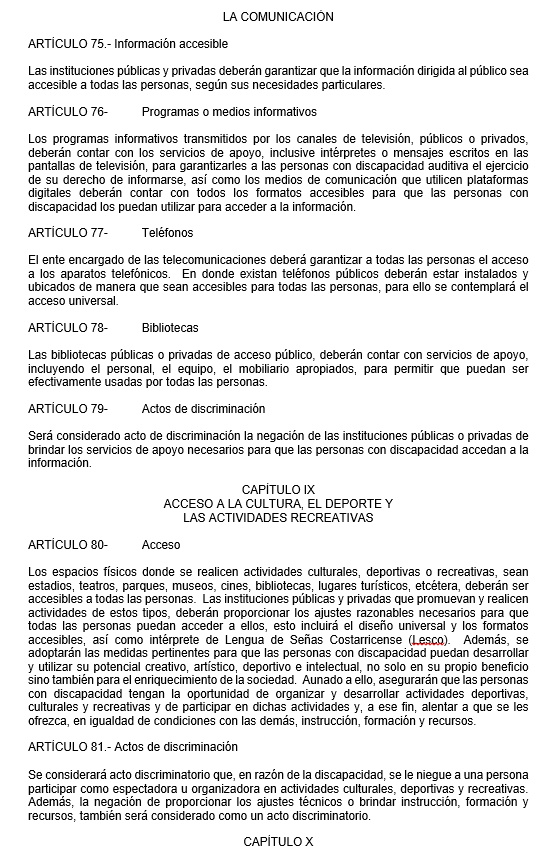 LA COMUNICACIÓN
ARTÍCULO 75.- Información accesible
Las instituciones públicas y privadas deberán garantizar que la información dirigida al público sea
accesible a todas las personas, según sus necesidades particulares.
ARTÍCULO 76- Programas o medios informativos
Los programas informativos transmitidos por los canales de televisión, públicos o privados,
deberán contar con los servicios de apoyo, inclusive intérpretes o mensajes escritos en las
pantallas de televisión, para garantizarles a las personas con discapacidad auditiva el ejercicio
de su derecho de informarse, así como los medios de comunicación que utilicen plataformas
digitales deberán contar con todos los formatos accesibles para que las personas con
discapacidad los puedan utilizar para acceder a la información.
ARTÍCULO 77- Teléfonos
El ente encargado de las telecomunicaciones deberá garantizar a todas las personas el acceso
a los aparatos telefónicos. En donde existan teléfonos públicos deberán estar instalados y
ubicados de manera que sean accesibles para todas las personas, para ello se contemplará el
acceso universal.
ARTÍCULO 78- Bibliotecas
Las bibliotecas públicas o privadas de acceso público, deberán contar con servicios de apoyo,
incluyendo el personal, el equipo, el mobiliario apropiados, para permitir que puedan ser
efectivamente usadas por todas las personas.
ARTÍCULO 79- Actos de discriminación
Será considerado acto de discriminación la negación de las instituciones públicas o privadas de
brindar los servicios de apoyo necesarios para que las personas con discapacidad accedan a la
información.
CAPÍTULO IX
ACCESO A LA CULTURA, EL DEPORTE Y
LAS ACTIVIDADES RECREATIVAS
ARTÍCULO 80- Acceso
Los espacios físicos donde se realicen actividades culturales, deportivas o recreativas, sean
estadios, teatros, parques, museos, cines, bibliotecas, lugares turísticos, etcétera, deberán ser
accesibles a todas las personas. Las instituciones públicas y privadas que promuevan y realicen
actividades de estos tipos, deberán proporcionar los ajustes razonables necesarios para que
todas las personas puedan acceder a ellos, esto incluirá el diseño universal y los formatos
accesibles, así como intérprete de Lengua de Señas Costarricense (Lesco). Además, se
adoptarán las medidas pertinentes para que las personas con discapacidad puedan desarrollar
y utilizar su potencial creativo, artístico, deportivo e intelectual, no solo en su propio beneficio
sino también para el enriquecimiento de la sociedad. Aunado a ello, asegurarán que las personas
con discapacidad tengan la oportunidad de organizar y desarrollar actividades deportivas,
culturales y recreativas y de participar en dichas actividades y, a ese fin, alentar a que se les
ofrezca, en igualdad de condiciones con las demás, instrucción, formación y recursos.
ARTÍCULO 81.- Actos de discriminación
Se considerará acto discriminatorio que, en razón de la discapacidad, se le niegue a una persona
participar como espectadora u organizadora en actividades culturales, deportivas y recreativas.
Además, la negación de proporcionar los ajustes técnicos o brindar instrucción, formación y
recursos, también será considerado como un acto discriminatorio.
CAPÍTULO X